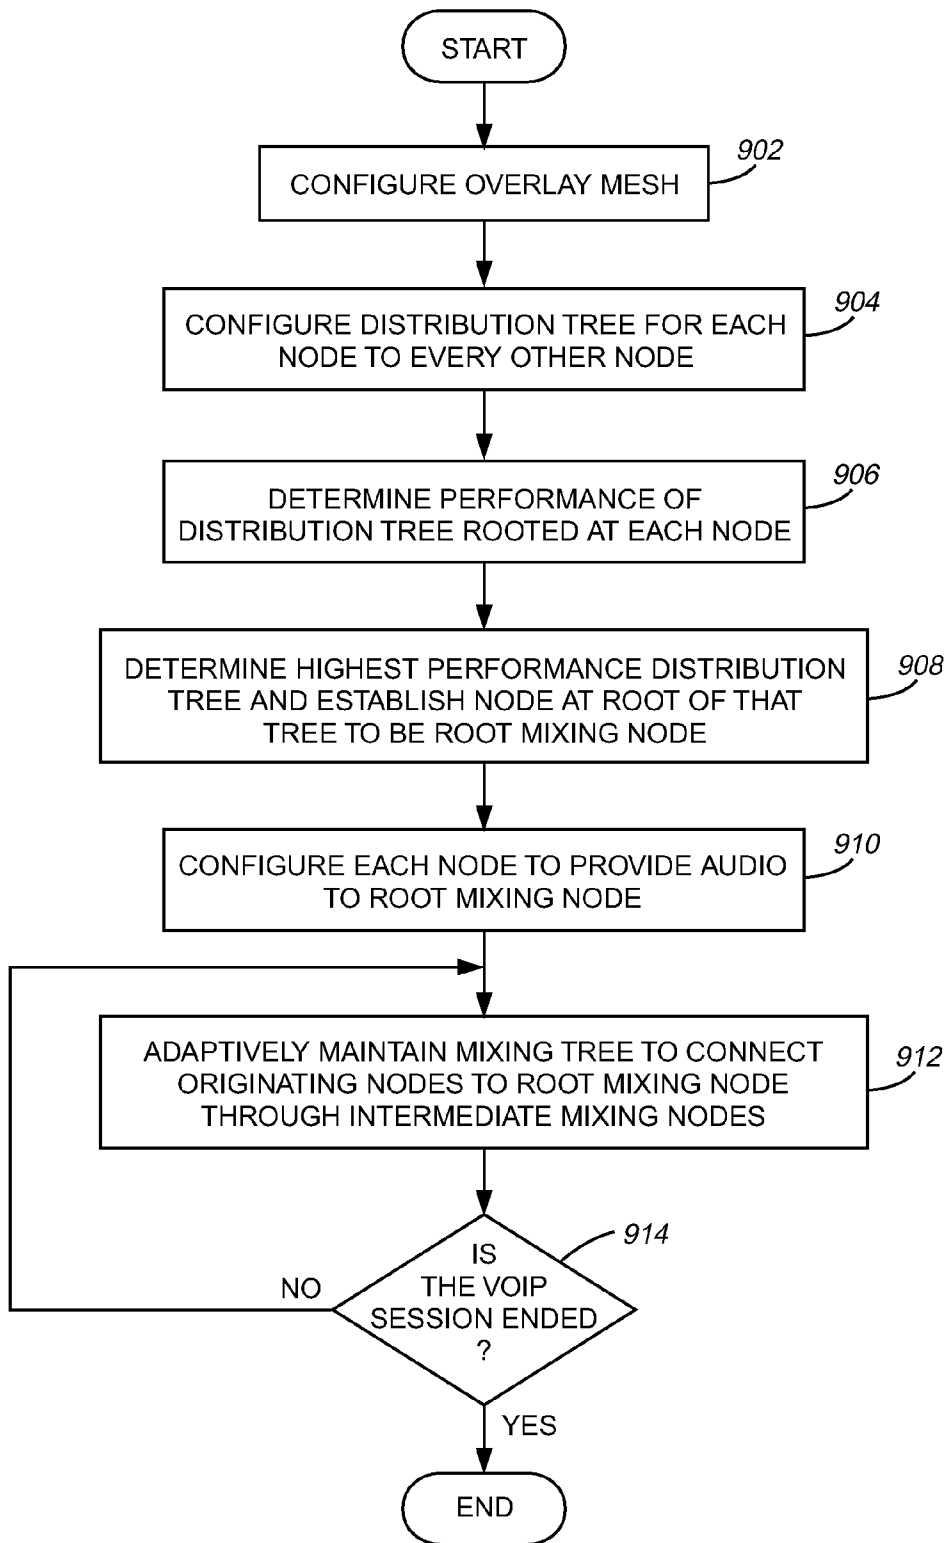 START
902
CONFIGURE OVERLAY MESH
904
CONFIGURE DISTRIBUTION TREE FOR EACH
NODE TO EVERY OTHER NODE
906
DETERMINE PERFORMANCE OF
DISTRIBUTION TREE ROOTED AT EACH NODE
908
DETERMINE HIGHEST PERFORMANCE DISTRIBUTION
TREE AND ESTABLISH NODE AT ROOT OF THAT
TREE TO BE ROOT MIXING NODE
910
CONFIGURE EACH NODE TO PROVIDE AUDIO
TO ROOT MIXING NODE
912
ADAPTIVELY MAINTAIN MIXING TREE TO CONNECT
ORIGINATING NODES TO ROOT MIXING NODE
THROUGH INTERMEDIATE MIXING NODES
914
IS
THE VOIP
SESSION ENDED
?
NO
YES
END